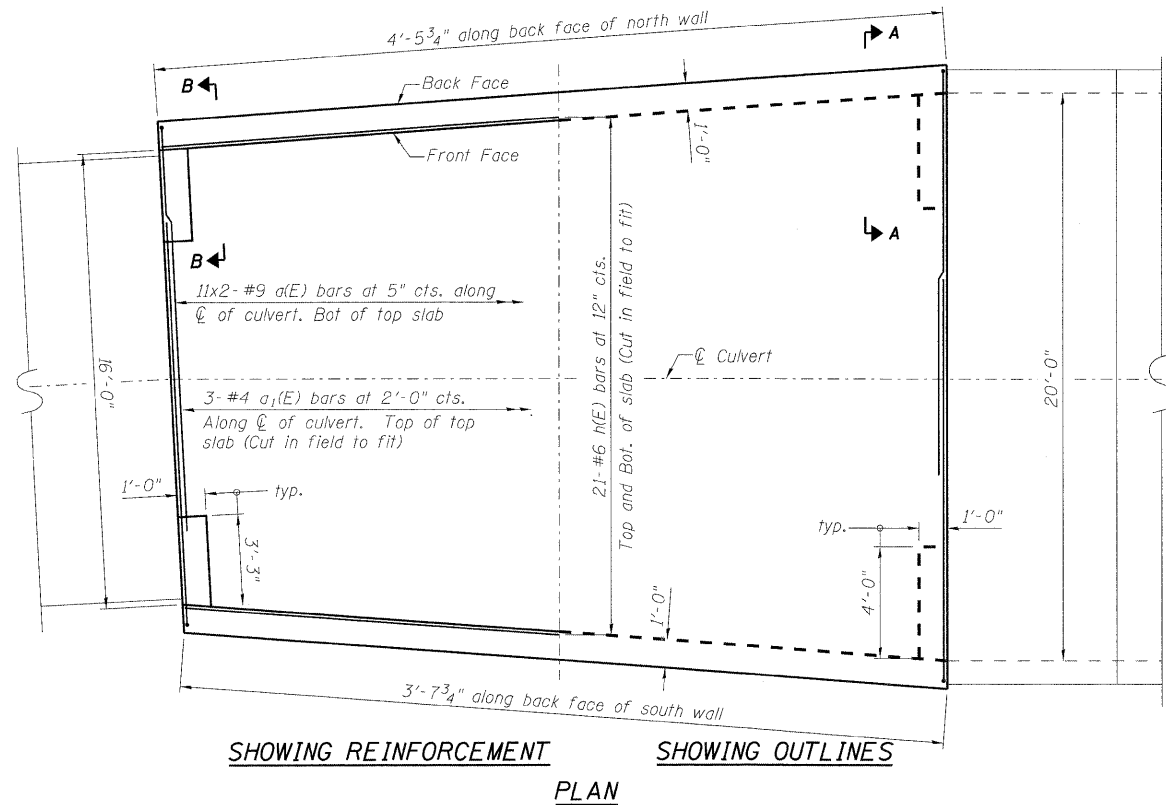 4'-5 3/4" along back face of north wall
A
B
Back Face
Front Face
1'-0"
A
B
11x2- #9 a(E) bars at 5" cts. along
℄ of culvert. Bot of top slab
21- #6 h(E) bars at 12" cts.
Top and Bot. of slab (Cut in field to fit)
℄ Culvert
16'-0"
20'-0"
3- #4 a₁(E) bars at 2'-0" cts.
Along ℄ of culvert. Top of top
slab (Cut in field to fit)
1'-0"
typ.
3'-3"
typ.
1'-0"
4'-0"
1'-0"
3'-7 3/4" along back face of south wall
SHOWING REINFORCEMENT
SHOWING OUTLINES
PLAN